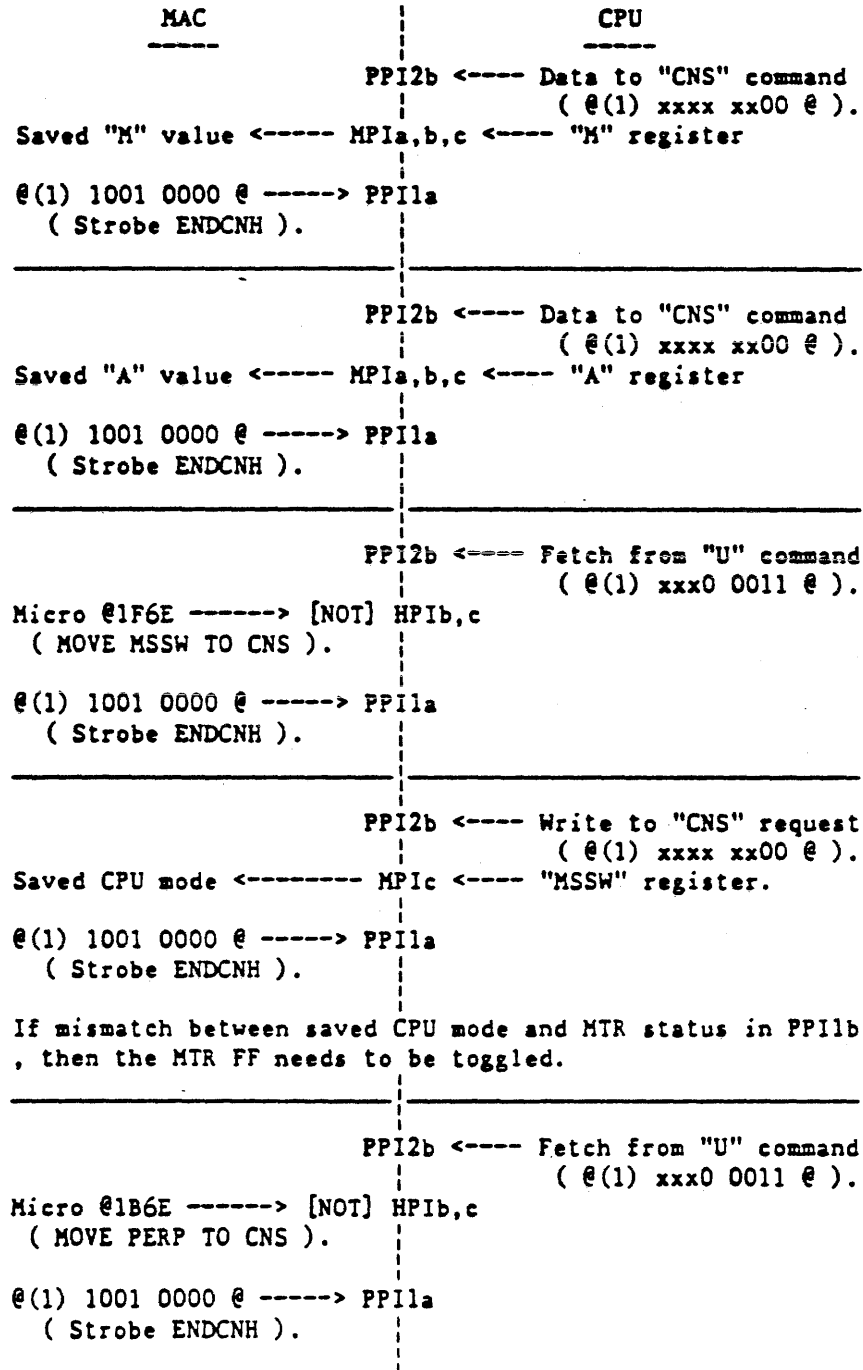 MAC CPU
PPI2b <---- Data to "CNS" command
( @(1) xxxx xx00 @ ).
Saved "M" value <----- MPIa,b,c <---- "M" register
@(1) 1001 0000 @ -----> PPI1a
( Strobe ENDCNH ).
PPI2b <---- Data to "CNS" command
( @(1) xxxx xx00 @ ).
Saved "A" value <----- MPIa,b,c <---- "A" register
@(1) 1001 0000 @ -----> PPI1a
( Strobe ENDCNH ).
PPI2b <---- Fetch from "U" command
( @(1) xxx0 0011 @ ).
Micro @1F6E ------> [NOT] HPIb,c
( MOVE MSSW TO CNS ).
@(1) 1001 0000 @ -----> PPI1a
( Strobe ENDCNH ).
PPI2b <---- Write to "CNS" request
( @(1) xxxx xx00 @ ).
Saved CPU mode <-------- MPIc <---- "MSSW" register.
@(1) 1001 0000 @ -----> PPI1a
( Strobe ENDCNH ).
If mismatch between saved CPU mode and MTR status in PPI1b
, then the MTR FF needs to be toggled.
PPI2b <---- Fetch from "U" command
( @(1) xxx0 0011 @ ).
Micro @1B6E ------> [NOT] HPIb,c
( MOVE PERP TO CNS ).
@(1) 1001 0000 @ -----> PPI1a
( Strobe ENDCNH ).